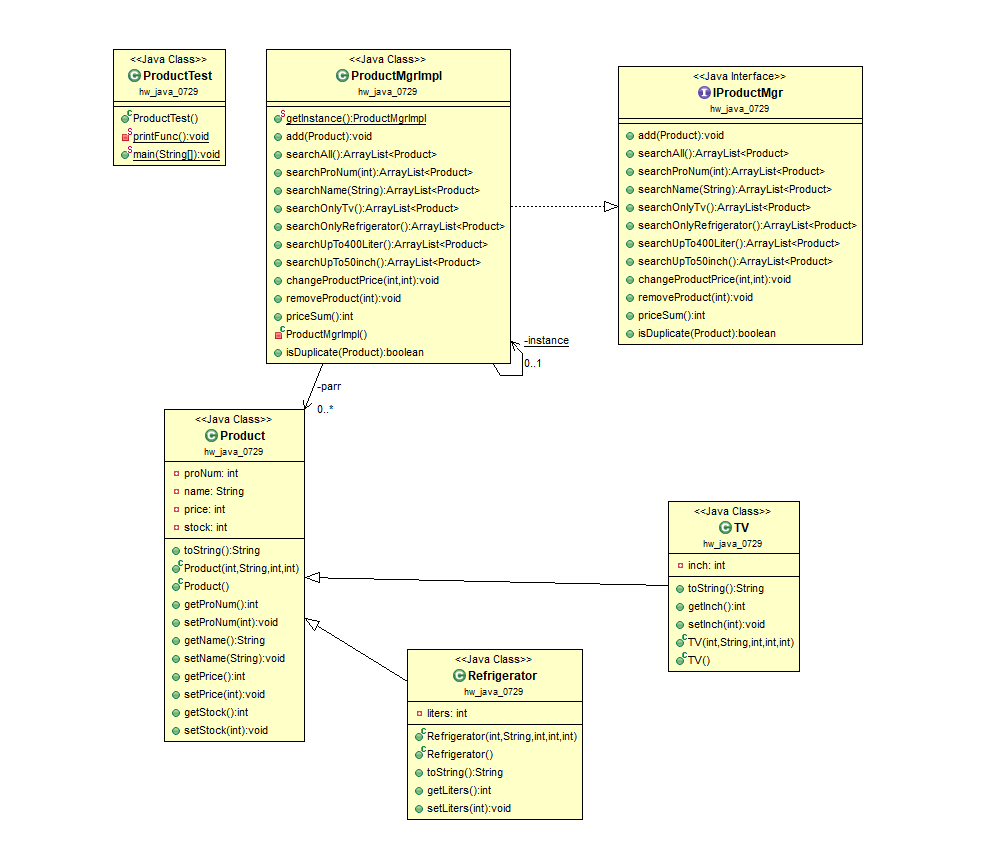 <<Java Class>>
ProductTest
hw_java_0729
ProductTest()
printFunc():void
main(String[]):void
<<Java Class>>
ProductMgrImpl
hw_java_0729
getInstance():ProductMgrImpl
add(Product):void
searchAll():ArrayList<Product>
searchProNum(int):ArrayList<Product>
searchName(String):ArrayList<Product>
searchOnlyTv():ArrayList<Product>
searchOnlyRefrigerator():ArrayList<Product>
searchUpTo400Liter():ArrayList<Product>
searchUpTo50inch():ArrayList<Product>
changeProductPrice(int,int):void
removeProduct(int):void
priceSum():int
ProductMgrImpl()
isDuplicate(Product):boolean
<<Java Interface>>
IProductMgr
hw_java_0729
add(Product):void
searchAll():ArrayList<Product>
searchProNum(int):ArrayList<Product>
searchName(String):ArrayList<Product>
searchOnlyTv():ArrayList<Product>
searchOnlyRefrigerator():ArrayList<Product>
searchUpTo400Liter():ArrayList<Product>
searchUpTo50inch():ArrayList<Product>
changeProductPrice(int,int):void
removeProduct(int):void
priceSum():int
isDuplicate(Product):boolean
-instance
0..1
-parr
0..*
<<Java Class>>
Product
hw_java_0729
proNum: int
name: String
price: int
stock: int
toString():String
Product(int,String,int,int)
Product()
getProNum():int
setProNum(int):void
getName():String
setName(String):void
getPrice():int
setPrice(int):void
getStock():int
setStock(int):void
<<Java Class>>
TV
hw_java_0729
inch: int
toString():String
getInch():int
setInch(int):void
TV(int,String,int,int,int)
TV()
<<Java Class>>
Refrigerator
hw_java_0729
liters: int
Refrigerator(int,String,int,int,int)
Refrigerator()
toString():String
getLiters():int
setLiters(int):void